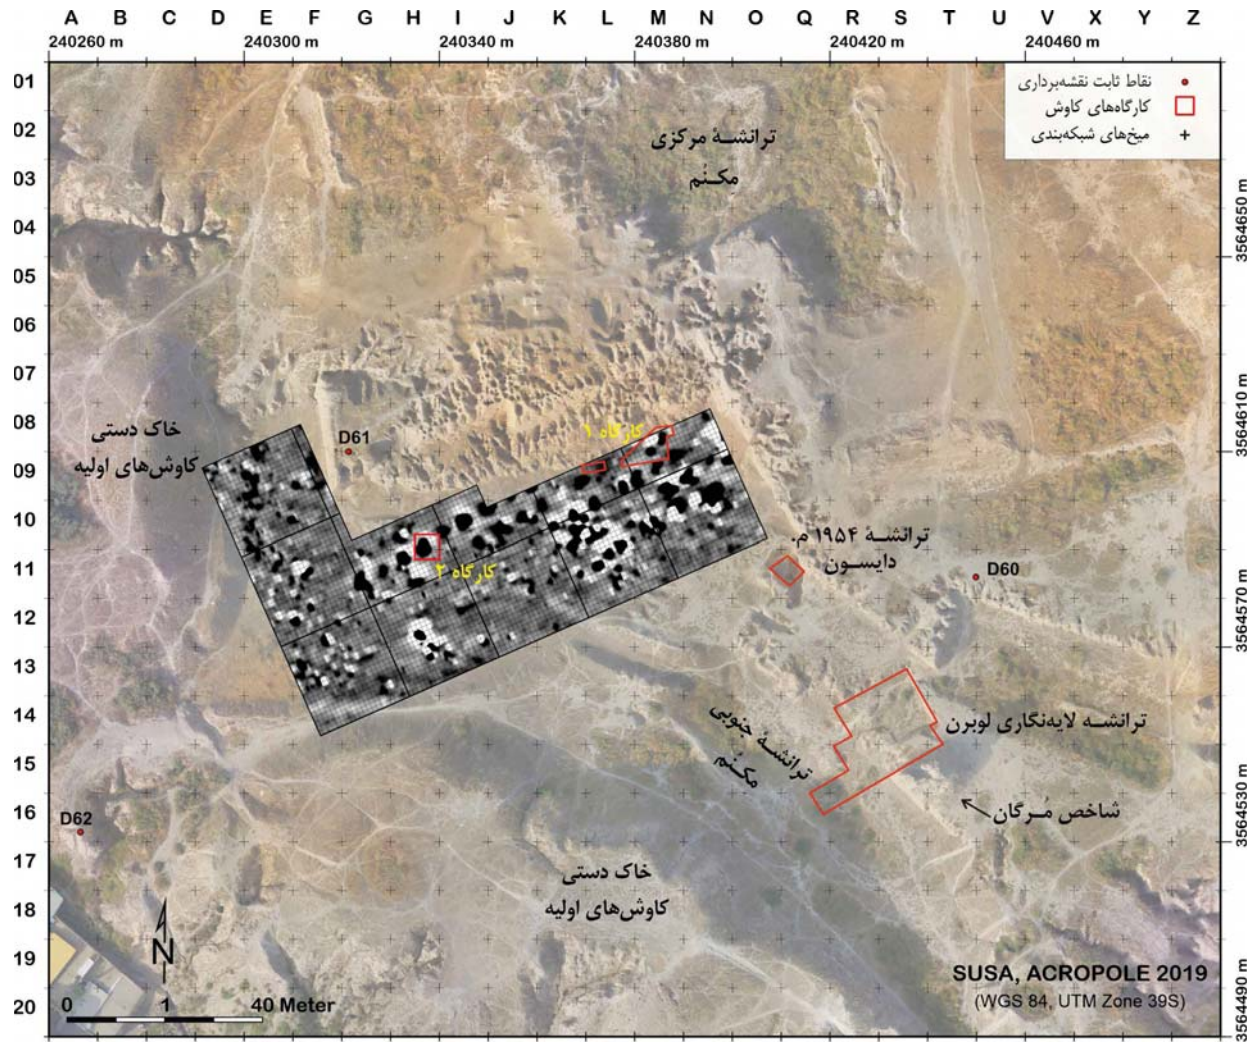 A B C D E F G H I J K L M N O Q R S T U V W X Y Z
240260 m 240300 m 240340 m 240380 m 240420 m 240460 m
نقاط ثابت نقشه‌برداری
کارگاه‌های کاوش
میخ‌های شبکه‌بندی
01
02
03
04
05
06
07
08
09
10
11
12
13
14
15
16
17
18
19
20
3564650 m
3564610 m
3564570 m
3564530 m
3564490 m
ترانشهٔ مرکزی
مکنُم
خاک دستی
کاوش‌های اولیه
D61
کارگاه ۱
کارگاه ۲
ترانشهٔ ۱۹۵۴ م.
دایسون
D60
ترانشهٔ جنوبی
مکنُم
ترانشه لایه‌نگاری لوبرن
شاخص مُرگان
D62
خاک دستی
کاوش‌های اولیه
N
0 1 40 Meter
SUSA, ACROPOLE 2019
(WGS 84, UTM Zone 39S)